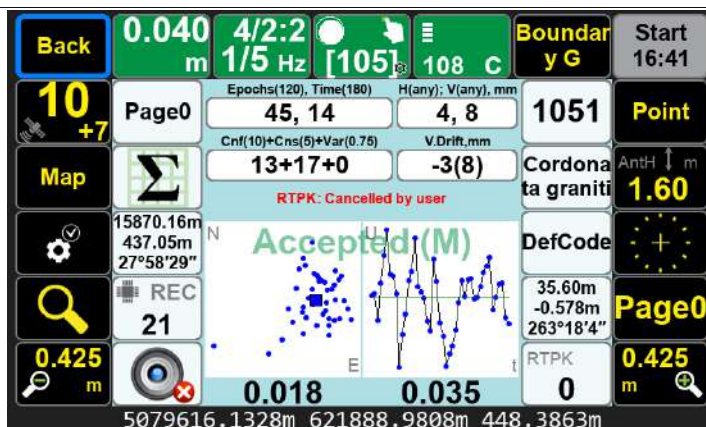 Back
0.040 m
4/2:2
1/5 Hz
[105]
108 C
Boundar
y G
Start
16:41
10
+7
Page0
Epochs(120), Time(180)
45, 14
H(any); V(any), mm
4, 8
1051
Point
Map
Σ
Cnf(10)+Cns(5)+Var(0.75)
13+17+0
V.Drift,mm
-3(8)
RTPK: Cancelled by user
Cordona
ta graniti
AntH m
1.60
15870.16m
437.05m
27°58'29"
N
Accepted (M)
U
E
t
DefCode
REC
21
35.60m
-0.578m
263°18'4"
Page0
0.425
m
0.018
0.035
RTPK
0
0.425
m
5079616.1328m 621888.9808m 448.3863m